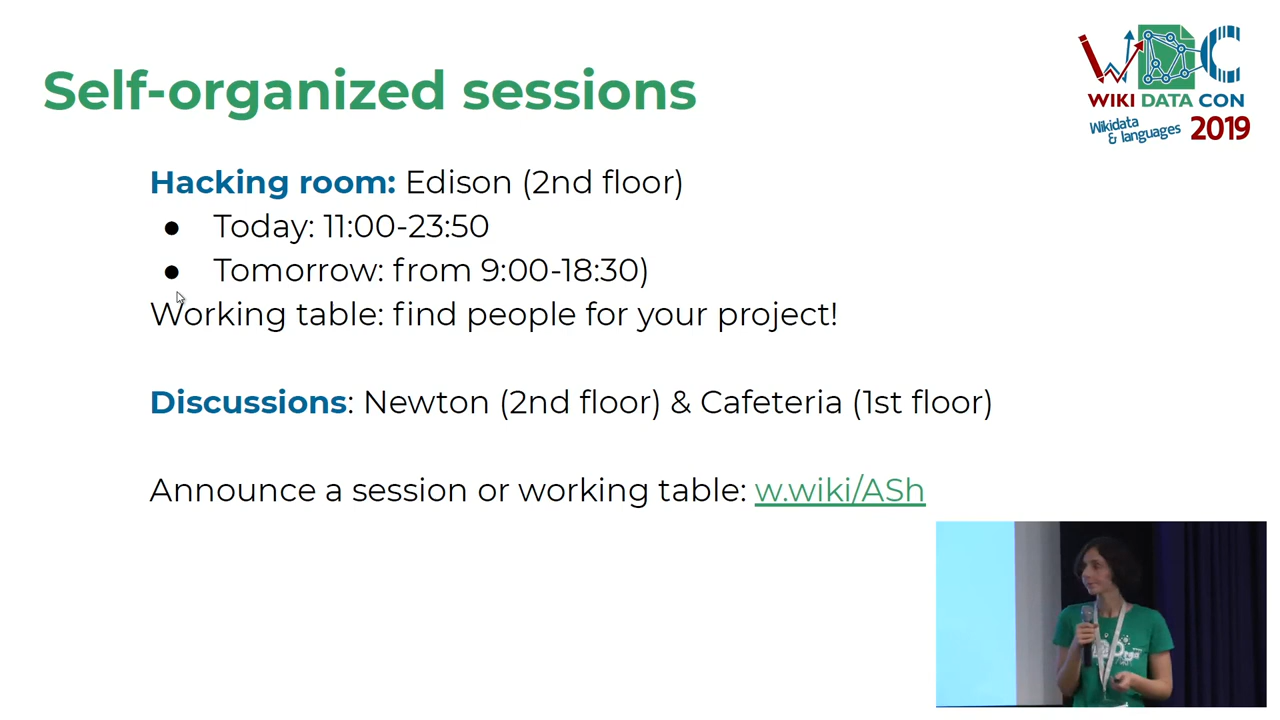 Self-organized sessions
WIKI DATA CON
Wikidata
& languages 2019
Hacking room: Edison (2nd floor)
● Today: 11:00-23:50
● Tomorrow: from 9:00-18:30)
Working table: find people for your project!
Discussions: Newton (2nd floor) & Cafeteria (1st floor)
Announce a session or working table: w.wiki/ASh